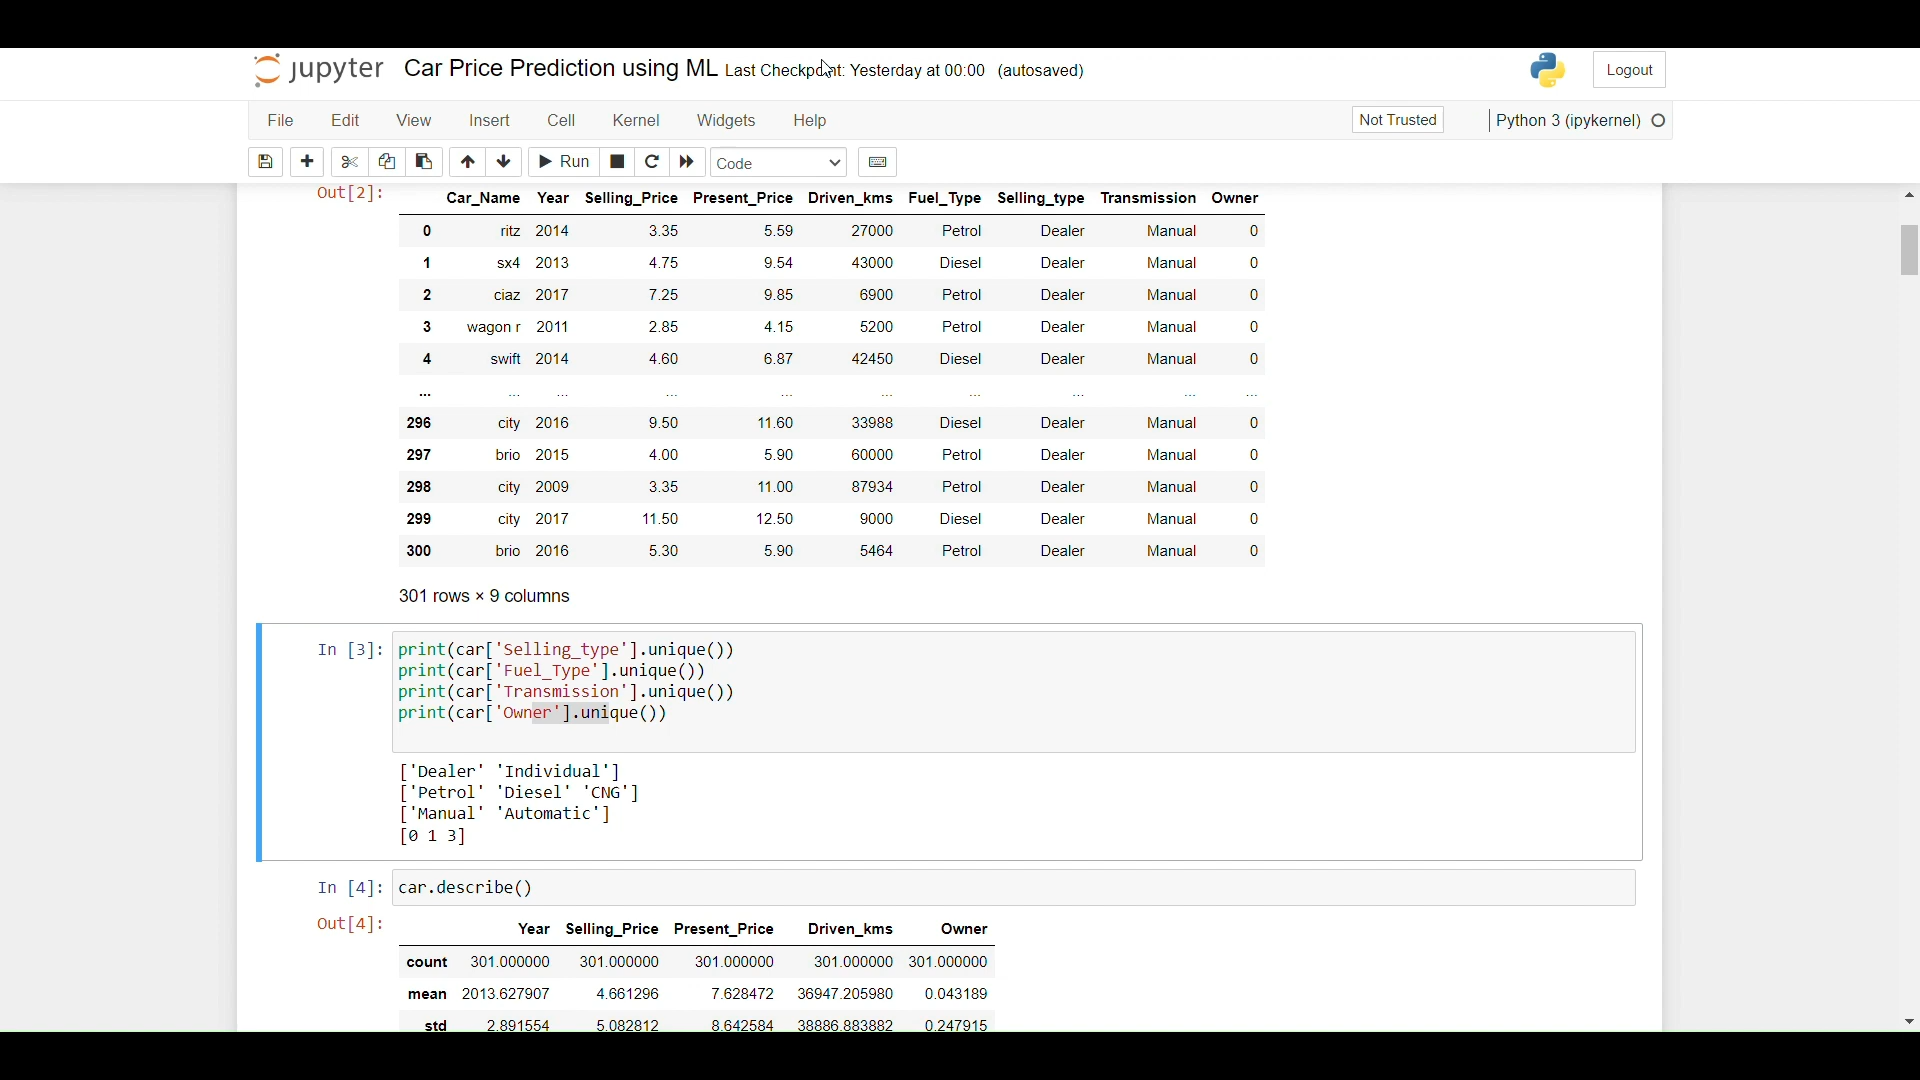 jupyter Car Price Prediction using ML Last Checkpoint: Yesterday at 00:00 (autosaved) Logout
File Edit View Insert Cell Kernel Widgets Help Not Trusted Python 3 (ipykernel)
Run Code
Out[2]: Car_Name Year Selling_Price Present_Price Driven_kms Fuel_Type Selling_type Transmission Owner
0 ritz 2014 3.35 5.59 27000 Petrol Dealer Manual 0
1 sx4 2013 4.75 9.54 43000 Diesel Dealer Manual 0
2 ciaz 2017 7.25 9.85 6900 Petrol Dealer Manual 0
3 wagon r 2011 2.85 4.15 5200 Petrol Dealer Manual 0
4 swift 2014 4.60 6.87 42450 Diesel Dealer Manual 0
... ... ... ... ... ... ... ... ... ...
296 city 2016 9.50 11.60 33988 Diesel Dealer Manual 0
297 brio 2015 4.00 5.90 60000 Petrol Dealer Manual 0
298 city 2009 3.35 11.00 87934 Petrol Dealer Manual 0
299 city 2017 11.50 12.50 9000 Diesel Dealer Manual 0
300 brio 2016 5.30 5.90 5464 Petrol Dealer Manual 0
301 rows × 9 columns
In [3]: print(car['Selling_type'].unique())
print(car['Fuel_Type'].unique())
print(car['Transmission'].unique())
print(car['Owner'].unique())
['Dealer' 'Individual']
['Petrol' 'Diesel' 'CNG']
['Manual' 'Automatic']
[0 1 3]
In [4]: car.describe()
Out[4]: Year Selling_Price Present_Price Driven_kms Owner
count 301.000000 301.000000 301.000000 301.000000 301.000000
mean 2013.627907 4.661296 7.628472 36947.205980 0.043189
std 2.891554 5.082812 8.642584 38886.883882 0.247915